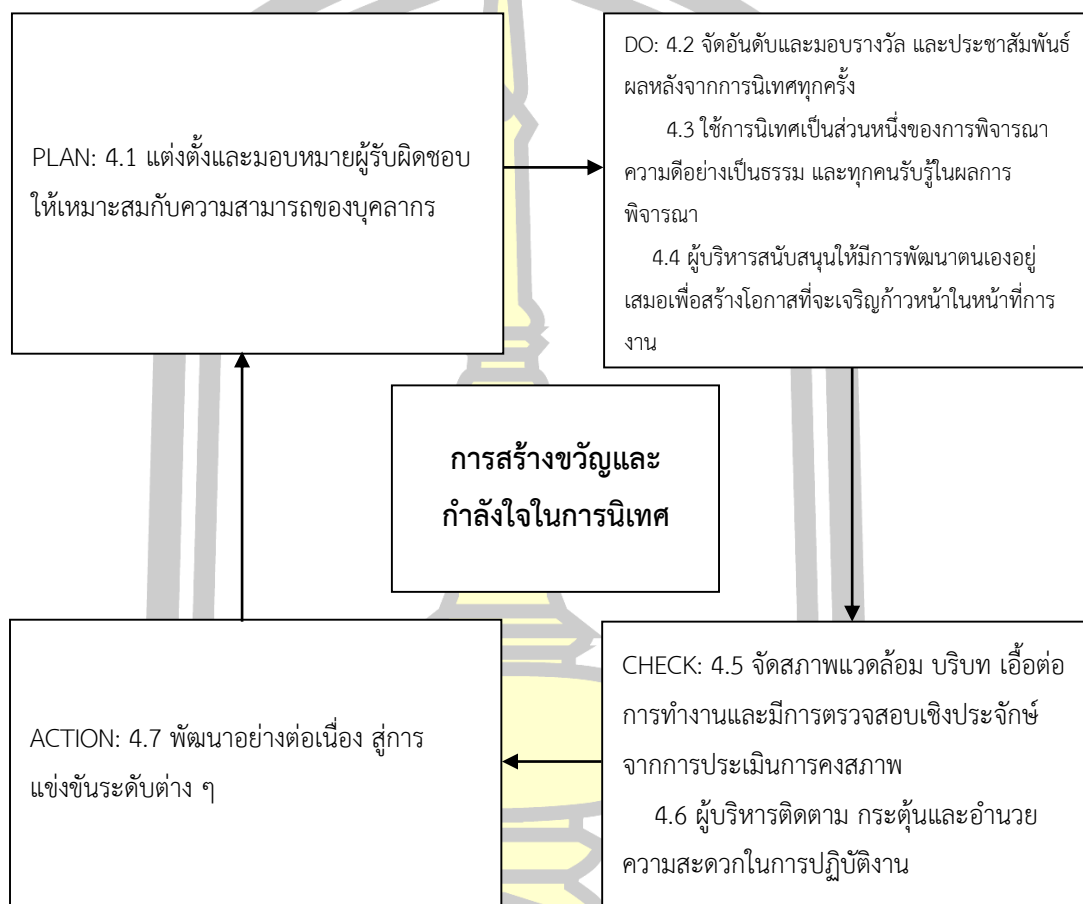 PLAN: 4.1 แต่งตั้งและมอบหมายผู้รับผิดชอบ
ให้เหมาะสมกับความสามารถของบุคลากร
DO: 4.2 จัดอันดับและมอบรางวัล และประชาสัมพันธ์
ผลหลังจากการนิเทศทุกครั้ง
4.3 ใช้การนิเทศเป็นส่วนหนึ่งของการพิจารณา
ความดีอย่างเป็นธรรม และทุกคนรับรู้ในผลการ
พิจารณา
4.4 ผู้บริหารสนับสนุนให้มีการพัฒนาตนเองอยู่
เสมอเพื่อสร้างโอกาสที่จะเจริญก้าวหน้าในหน้าที่การ
งาน
การสร้างขวัญและ
กำลังใจในการนิเทศ
ACTION: 4.7 พัฒนาอย่างต่อเนื่อง สู่การ
แข่งขันระดับต่าง ๆ
CHECK: 4.5 จัดสภาพแวดล้อม บริบท เอื้อต่อ
การทำงานและมีการตรวจสอบเชิงประจักษ์
จากการประเมินการคงสภาพ
4.6 ผู้บริหารติดตาม กระตุ้นและอำนวย
ความสะดวกในการปฏิบัติงาน